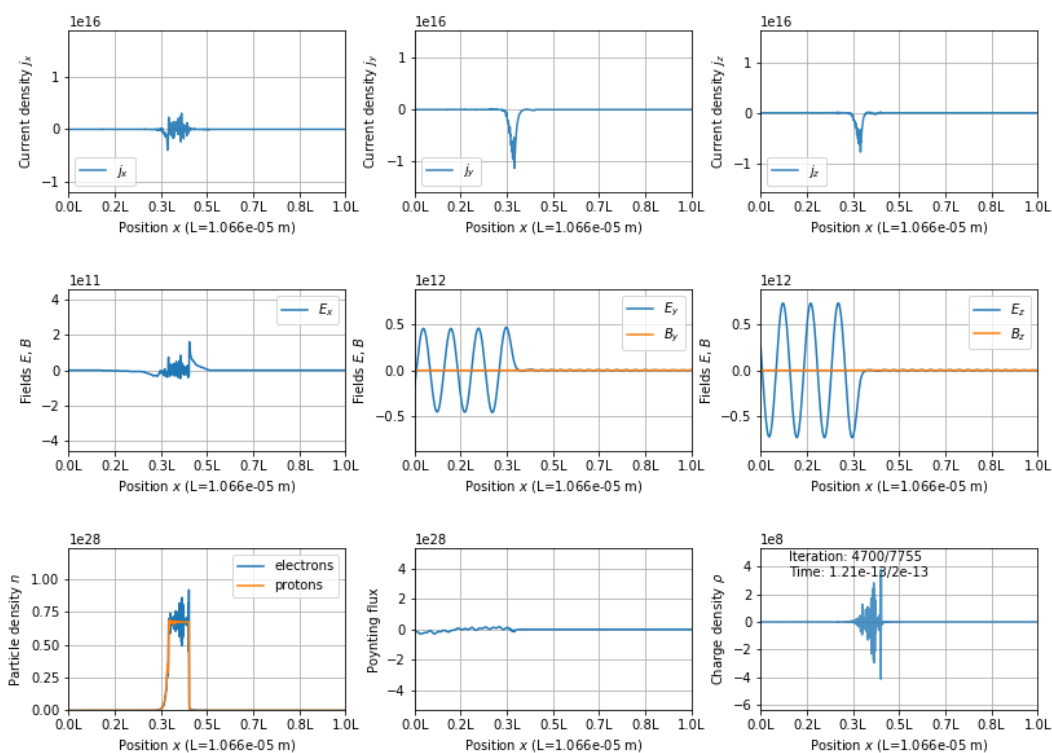 1e16
Current density jx
1
0
−1
jx
0.0L 0.2L 0.3L 0.5L 0.7L 0.8L 1.0L
Position x (L=1.066e-05 m)
1e16
Current density jy
1
0
−1
jy
0.0L 0.2L 0.3L 0.5L 0.7L 0.8L 1.0L
Position x (L=1.066e-05 m)
1e16
Current density jz
1
0
−1
jz
0.0L 0.2L 0.3L 0.5L 0.7L 0.8L 1.0L
Position x (L=1.066e-05 m)
1e11
Fields E, B
4
2
0
−2
−4
Ex
0.0L 0.2L 0.3L 0.5L 0.7L 0.8L 1.0L
Position x (L=1.066e-05 m)
1e12
Fields E, B
0.5
0.0
−0.5
Ey
By
0.0L 0.2L 0.3L 0.5L 0.7L 0.8L 1.0L
Position x (L=1.066e-05 m)
1e12
Fields E, B
0.5
0.0
−0.5
Ez
Bz
0.0L 0.2L 0.3L 0.5L 0.7L 0.8L 1.0L
Position x (L=1.066e-05 m)
1e28
Particle density n
1.00
0.75
0.50
0.25
0.00
electrons
protons
0.0L 0.2L 0.3L 0.5L 0.7L 0.8L 1.0L
Position x (L=1.066e-05 m)
1e28
Poynting flux
4
2
0
−2
−4
0.0L 0.2L 0.3L 0.5L 0.7L 0.8L 1.0L
Position x (L=1.066e-05 m)
1e8
Charge density ρ
4
2
0
−2
−4
−6
Iteration: 4700/7755
Time: 1.21e-13/2e-13
0.0L 0.2L 0.3L 0.5L 0.7L 0.8L 1.0L
Position x (L=1.066e-05 m)